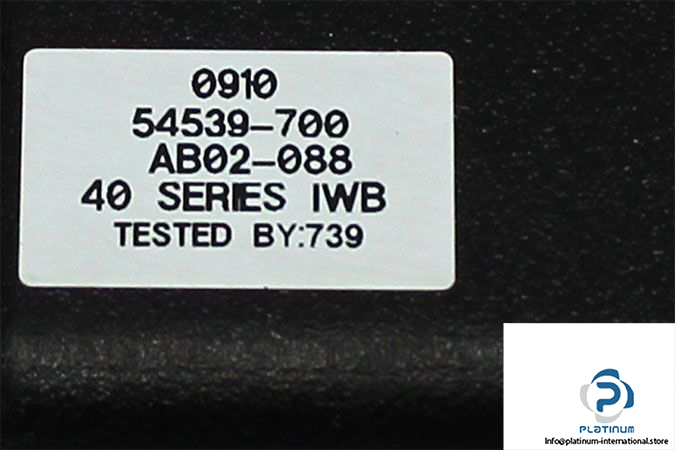 0910
54539-700
AB02-088
40 SERIES IWB
TESTED BY:739
PLATINUM
Info@platinum-international.store